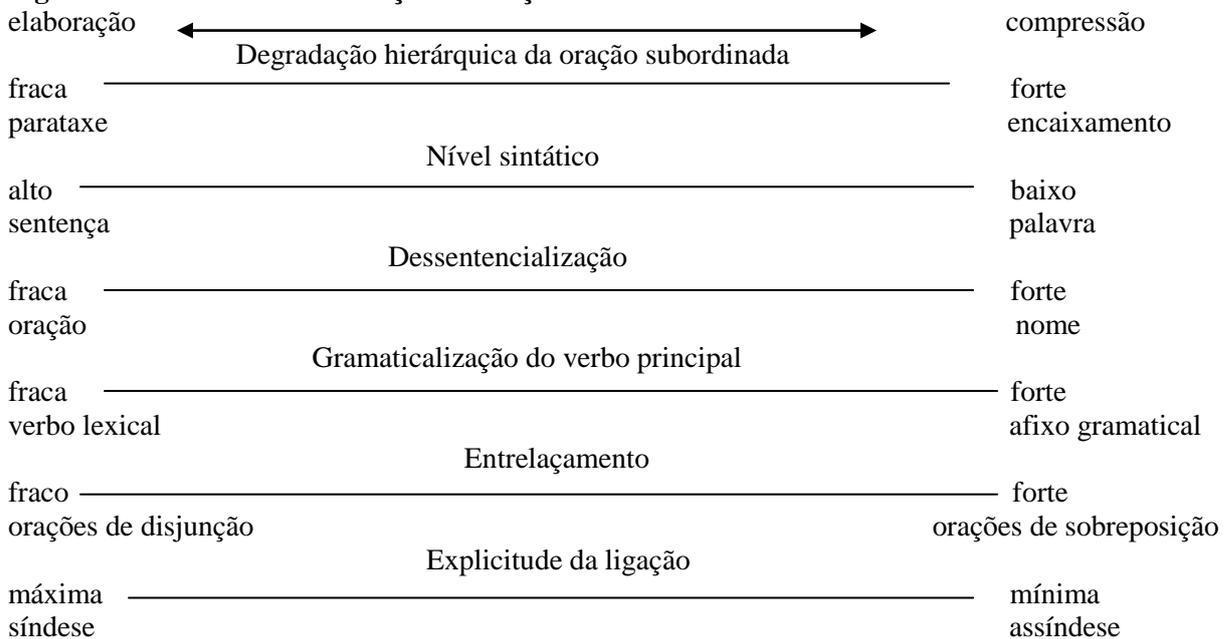 elaboração compressão
Degradação hierárquica da oração subordinada
fraca forte
parataxe encaixamento
Nível sintático
alto baixo
sentença palavra
Dessentencialização
fraca forte
oração nome
Gramaticalização do verbo principal
fraca forte
verbo lexical afixo gramatical
Entrelaçamento
fraco forte
orações de disjunção orações de sobreposição
Explicitude da ligação
máxima mínima
síndese assíndese